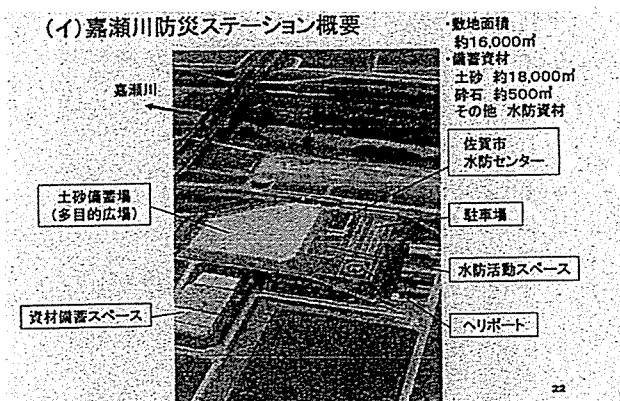 (イ)嘉瀬川防災ステーション概要
・敷地面積
約16,000㎡
・備蓄資材
土砂 約18,000㎡
砕石 約500㎡
その他 水防資材
嘉瀬川
佐賀市
水防センター
土砂備蓄場
(多目的広場)
駐車場
水防活動スペース
資材備蓄スペース
ヘリポート
22